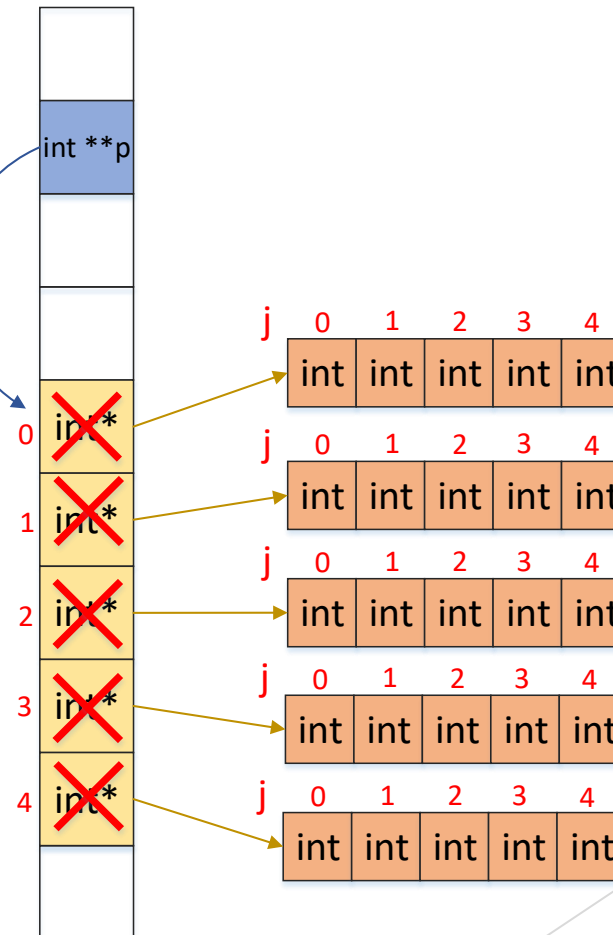 int **p
j 0 1 2 3 4
int int int int int
0 int*
j 0 1 2 3 4
int int int int int
1 int*
j 0 1 2 3 4
int int int int int
2 int*
j 0 1 2 3 4
int int int int int
3 int*
j 0 1 2 3 4
int int int int int
4 int*